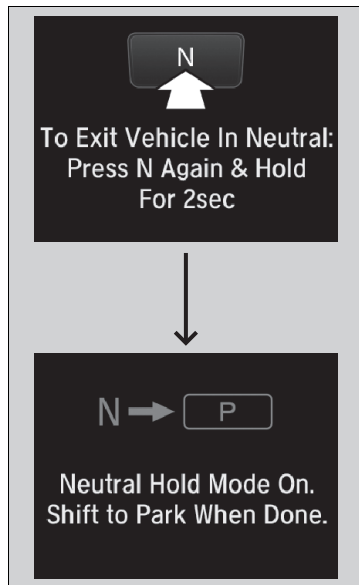 N
To Exit Vehicle In Neutral:
Press N Again & Hold
For 2sec
N P
Neutral Hold Mode On.
Shift to Park When Done.